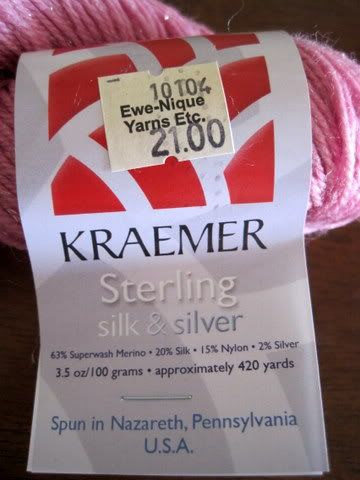 10104
Ewe-Nique
Yarns Etc.
21.00
KRAEMER
Sterling
silk & silver
63% Superwash Merino • 20% Silk • 15% Nylon • 2% Silver
3.5 oz/100 grams • approximately 420 yards
Spun in Nazareth, Pennsylvania
U.S.A.